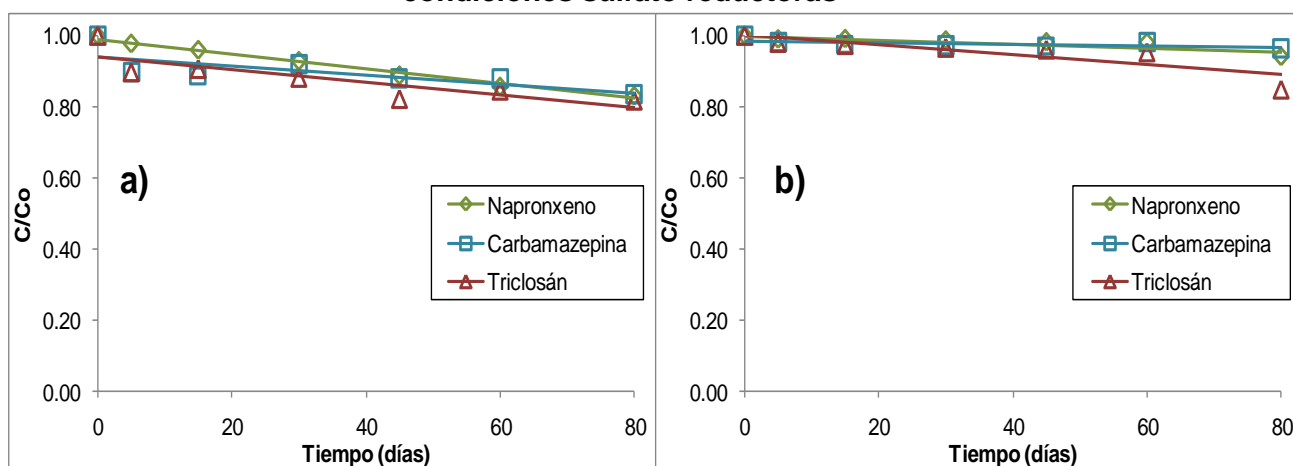 condiciones sulfato reductoras
1.00
0.80
0.60
0.40
0.20
0.00
C/Co
a)
Napronxeno
Carbamazepina
Triclosán
0 20 40 60 80
Tiempo (días)
1.00
0.80
0.60
0.40
0.20
0.00
C/Co
b)
Napronxeno
Carbamazepina
Triclosán
0 20 40 60 80
Tiempo (días)